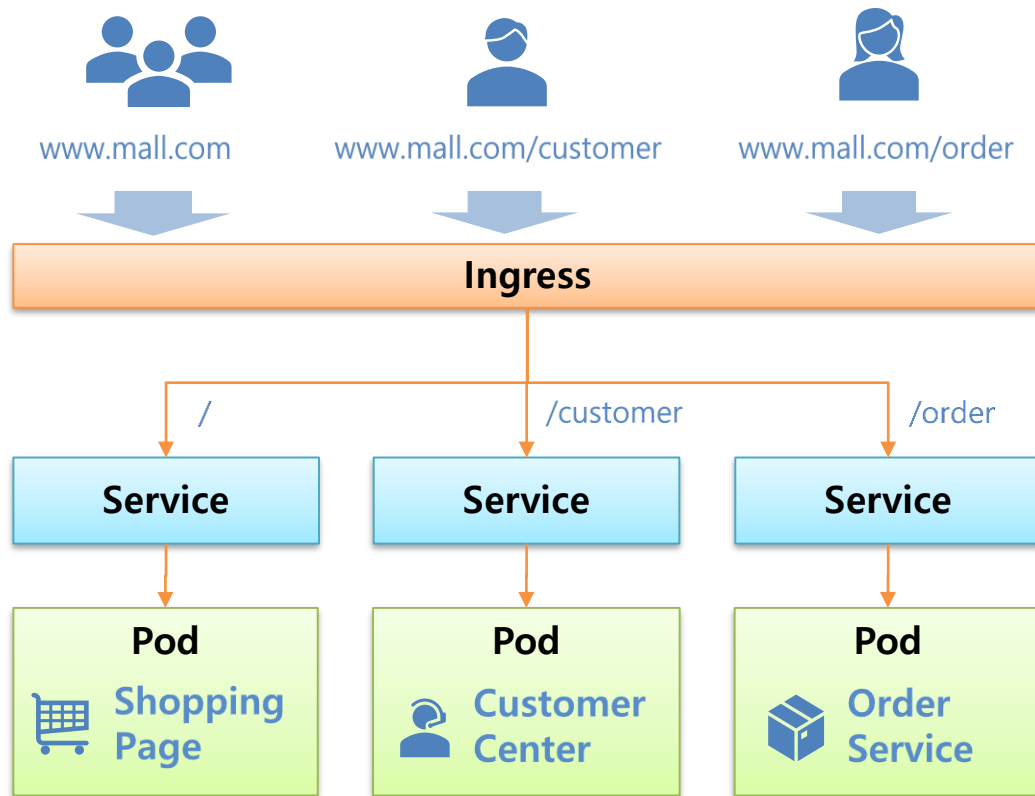 www.mall.com
www.mall.com/customer
www.mall.com/order
Ingress
/
/customer
/order
Service
Service
Service
Pod
Shopping
Page
Pod
Customer
Center
Pod
Order
Service